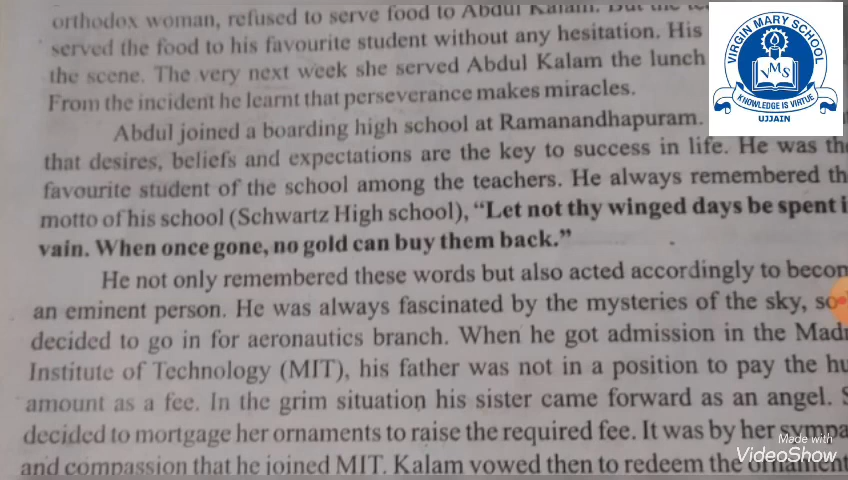 orthodox woman, refused to serve food to Abdul Kalam. But the
served the food to his favourite student without any hesitation. His
the scene. The very next week she served Abdul Kalam the lunch
From the incident he learnt that perseverance makes miracles.
Abdul joined a boarding high school at Ramanandhapuram.
that desires, beliefs and expectations are the key to success in life. He was the
favourite student of the school among the teachers. He always remembered th
motto of his school (Schwartz High school), “Let not thy winged days be spent i
vain. When once gone, no gold can buy them back.”
He not only remembered these words but also acted accordingly to becom
an eminent person. He was always fascinated by the mysteries of the sky, so
decided to go in for aeronautics branch. When he got admission in the Madr
Institute of Technology (MIT), his father was not in a position to pay the hu
amount as a fee. In the grim situation his sister came forward as an angel. S
decided to mortgage her ornaments to raise the required fee. It was by her sympa
and compassion that he joined MIT. Kalam vowed then to redeem the ornament
VIRGIN MARY SCHOOL
VMS
KNOWLEDGE IS VIRTUE
UJJAIN
Made with
VideoShow